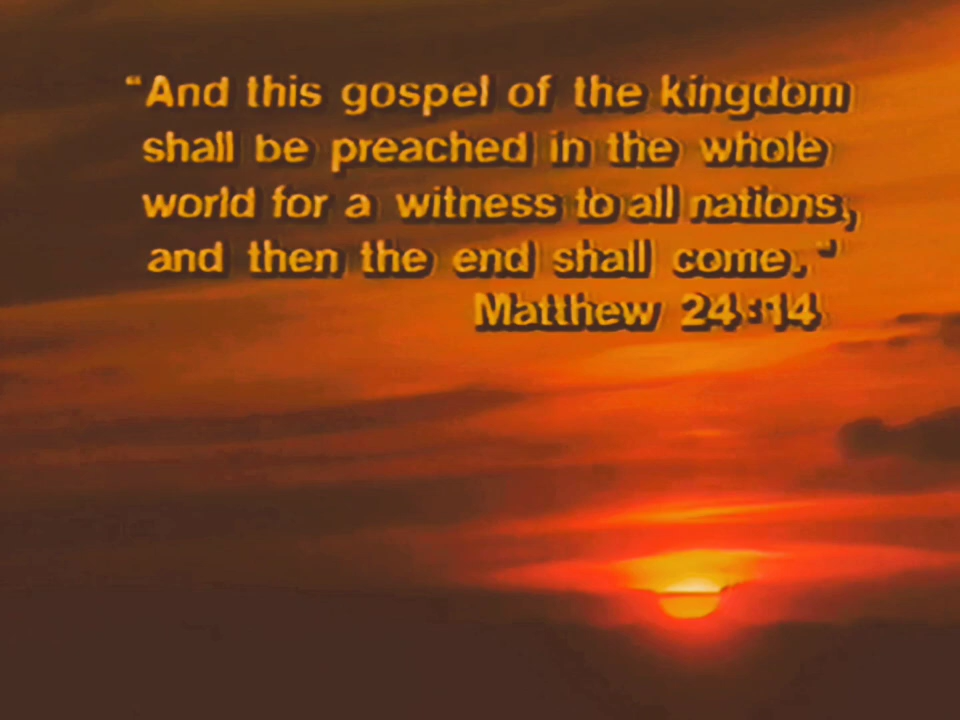 "And this gospel of the kingdom
shall be preached in the whole
world for a witness to all nations,
and then the end shall come."
Matthew 24:14